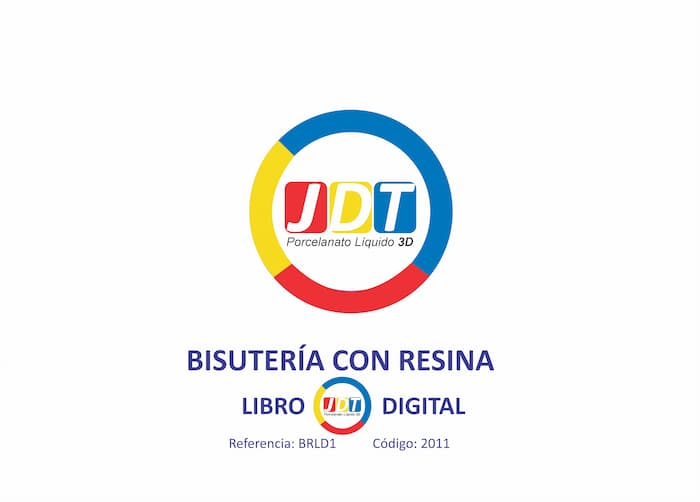 JDT
Porcelanato Líquido 3D
BISUTERÍA CON RESINA
LIBRO JDT DIGITAL
Porcelanato Líquido 3D
Referencia: BRLD1 Código: 2011